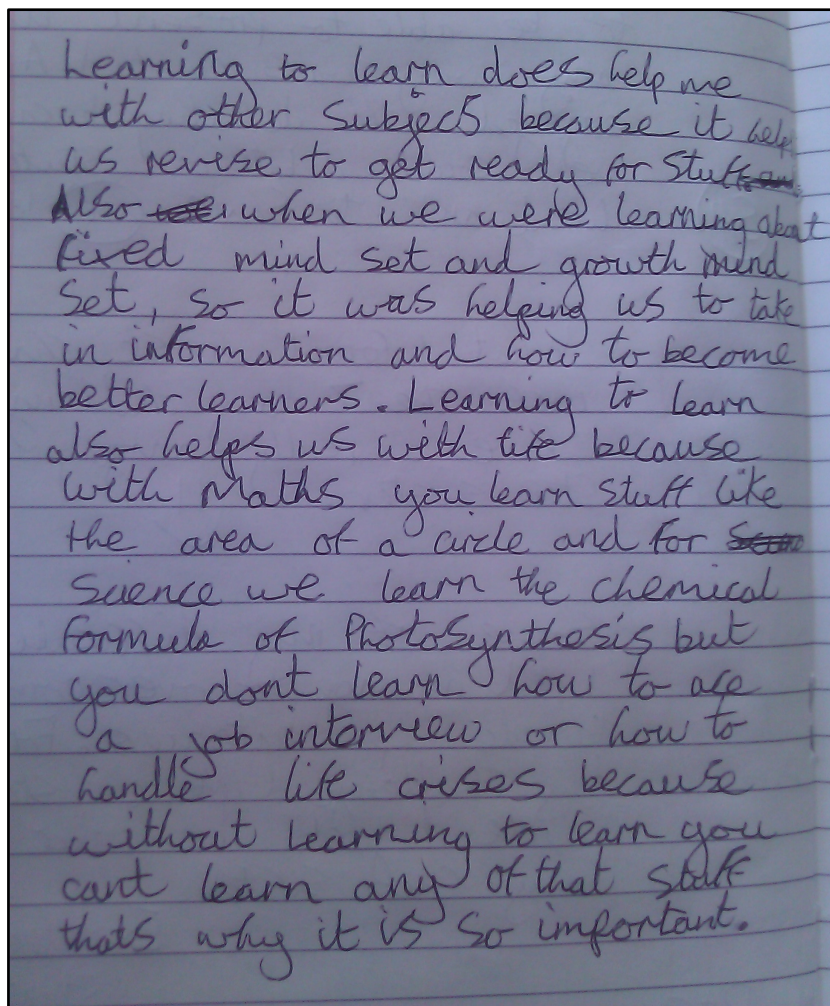 Learning to learn does help me
with other Subjects because it help
us revise to get ready for Stuff
Also when we were learning about
fixed mind set and growth mind
Set, so it was helping us to take
in information and how to become
better learners. Learning to learn
also helps us with life because
with Maths you learn stuff like
the area of a circle and for
Science we learn the chemical
formula of PhotoSynthesis but
you dont learn how to ace
a job interview or how to
handle life crises because
without learning to learn you
cant learn any of that stuff
thats why it is so important.